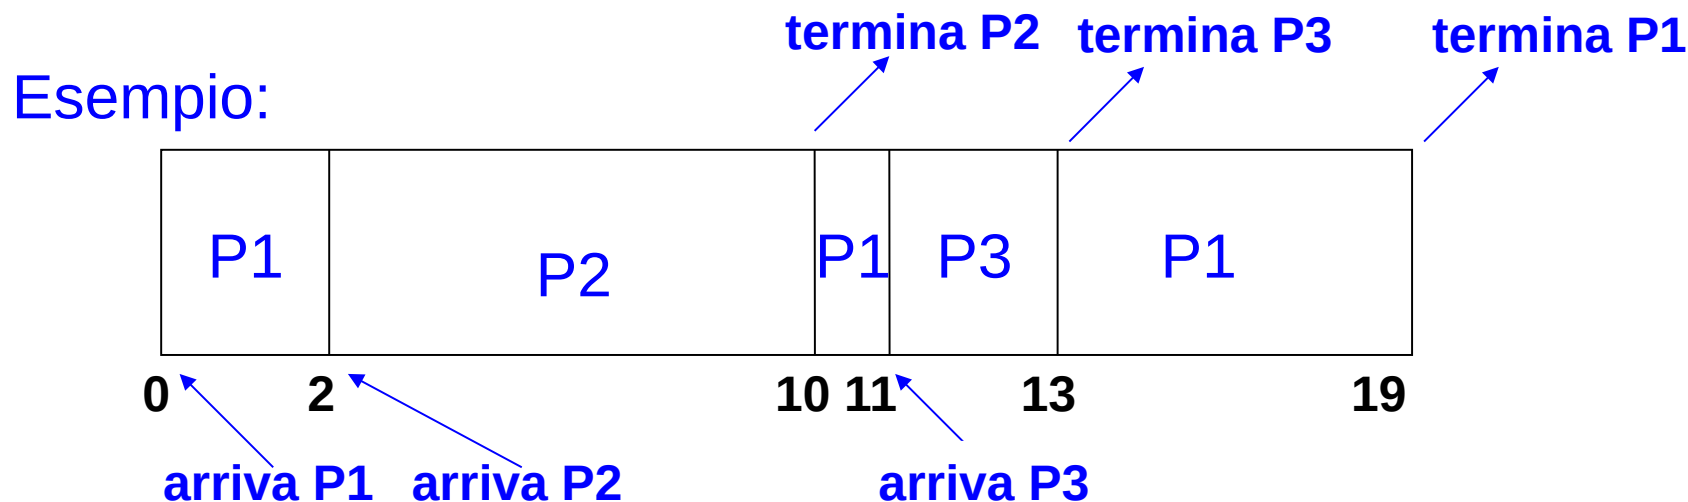 termina P2 termina P3 termina P1
Esempio:
P1 P2 P1 P3 P1
0 2 10 11 13 19
arriva P1 arriva P2 arriva P3